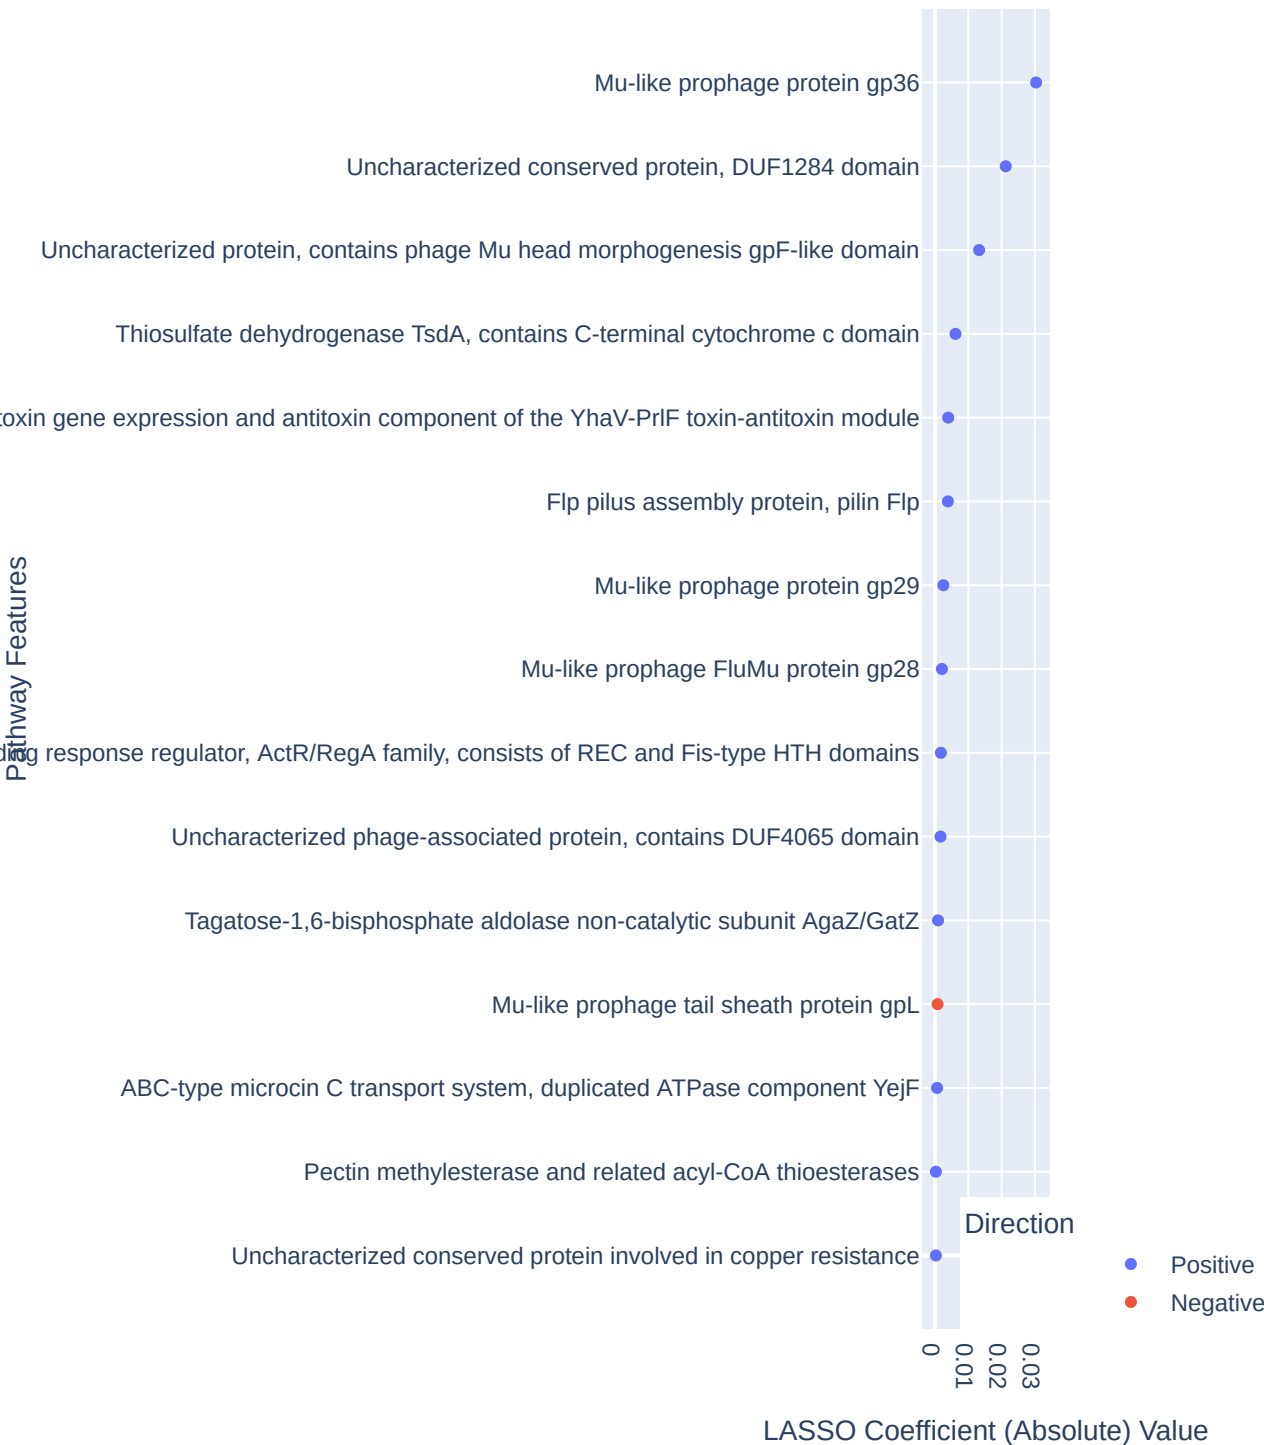 Mu-like prophage protein gp36
Uncharacterized conserved protein, DUF1284 domain
Uncharacterized protein, contains phage Mu head morphogenesis gpF-like domain
Thiosulfate dehydrogenase TsdA, contains C-terminal cytochrome c domain
toxin gene expression and antitoxin component of the YhaV-PrlF toxin-antitoxin module
Flp pilus assembly protein, pilin Flp
Mu-like prophage protein gp29
Mu-like prophage FluMu protein gp28
response regulator, ActR/RegA family, consists of REC and Fis-type HTH domains
Uncharacterized phage-associated protein, contains DUF4065 domain
Tagatose-1,6-bisphosphate aldolase non-catalytic subunit AgaZ/GatZ
Mu-like prophage tail sheath protein gpL
ABC-type microcin C transport system, duplicated ATPase component YejF
Pectin methylesterase and related acyl-CoA thioesterases
Uncharacterized conserved protein involved in copper resistance
Pathway Features
Direction
Positive
Negative
0
0.01
0.02
0.03
LASSO Coefficient (Absolute) Value